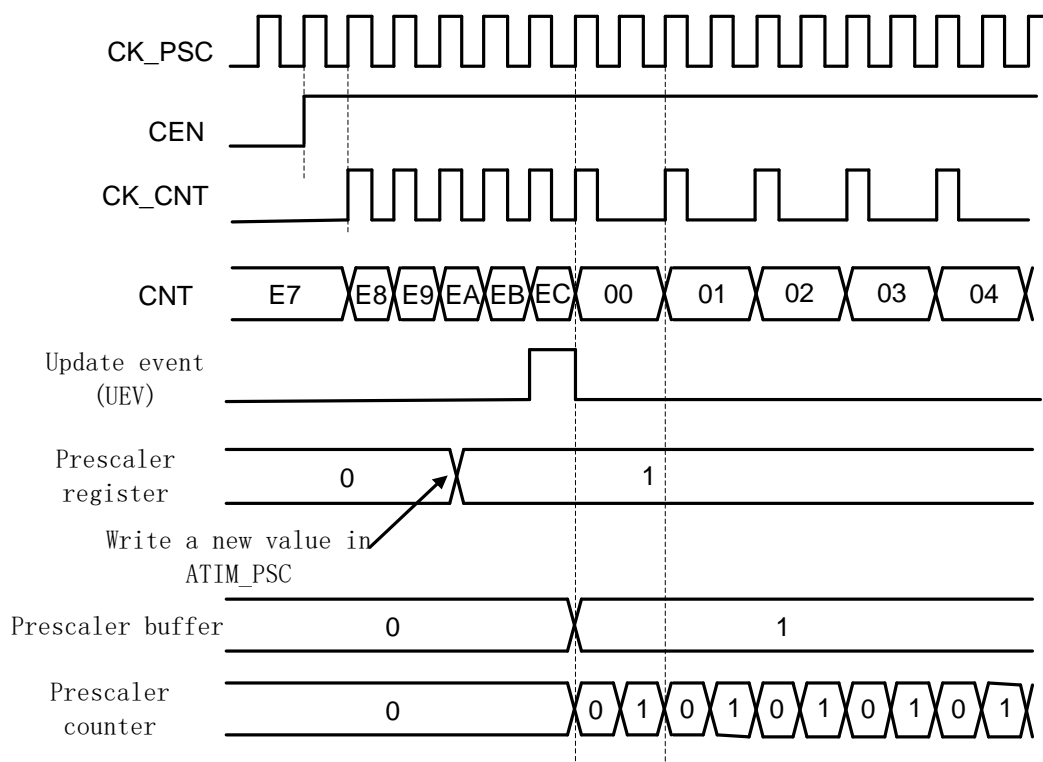 CK_PSC
CEN
CK_CNT
CNT E7 E8 E9 EA EB EC 00 01 02 03 04
Update event
(UEV)
Prescaler
register 0 1
Write a new value in
ATIM_PSC
Prescaler buffer 0 1
Prescaler
counter 0 0 1 0 1 0 1 0 1 0 1